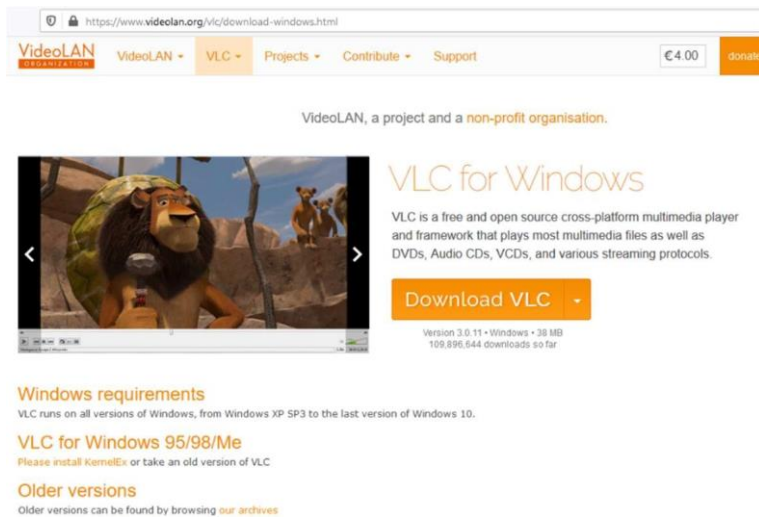 https://www.videolan.org/vlc/download-windows.html
VideoLAN
ORGANIZATION
VideoLAN
VLC
Projects
Contribute
Support
€4.00
donate
VideoLAN, a project and a non-profit organisation.
VLC for Windows
VLC is a free and open source cross-platform multimedia player
and framework that plays most multimedia files as well as
DVDs, Audio CDs, VCDs, and various streaming protocols.
Download VLC
Version 3.0.11 • Windows • 38 MB
109,896,644 downloads so far
Windows requirements
VLC runs on all versions of Windows, from Windows XP SP3 to the last version of Windows 10.
VLC for Windows 95/98/Me
Please install KernelEx or take an old version of VLC
Older versions
Older versions can be found by browsing our archives